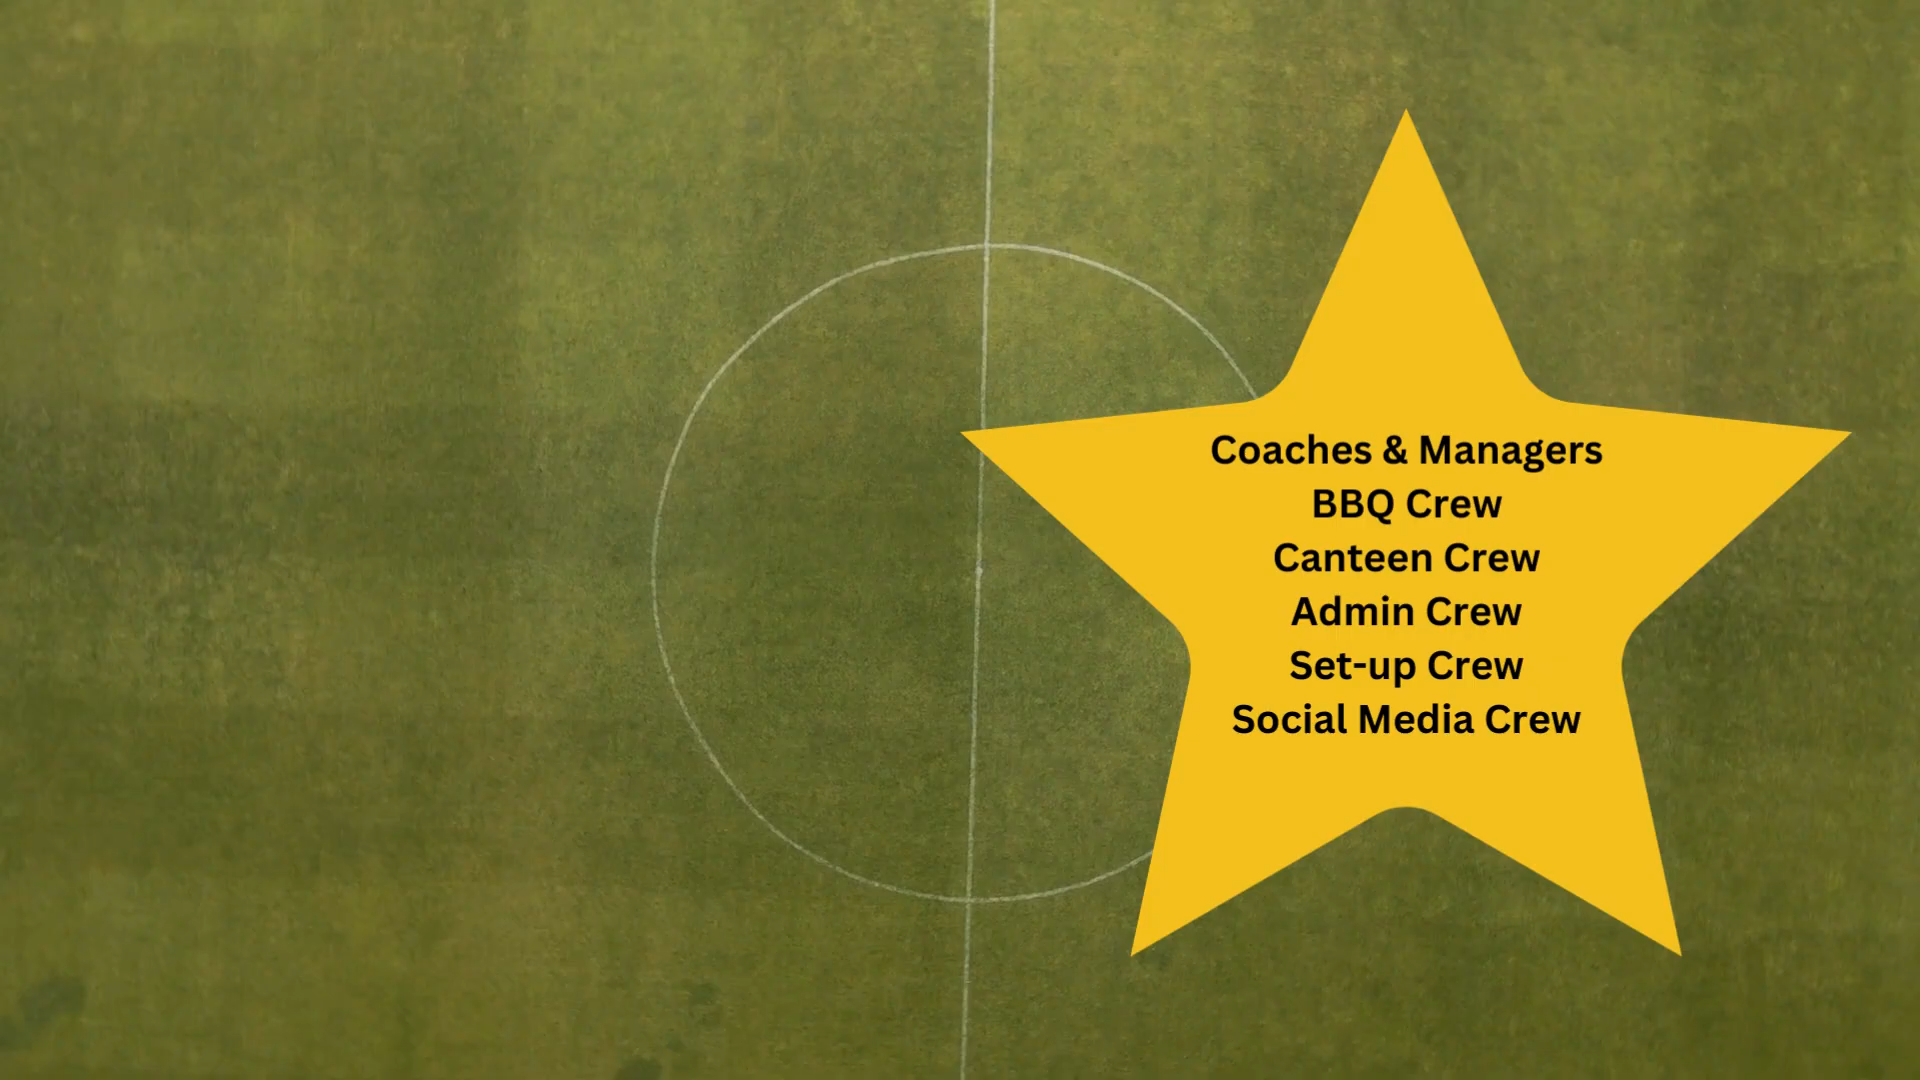 Coaches & Managers
BBQ Crew
Canteen Crew
Admin Crew
Set-up Crew
Social Media Crew